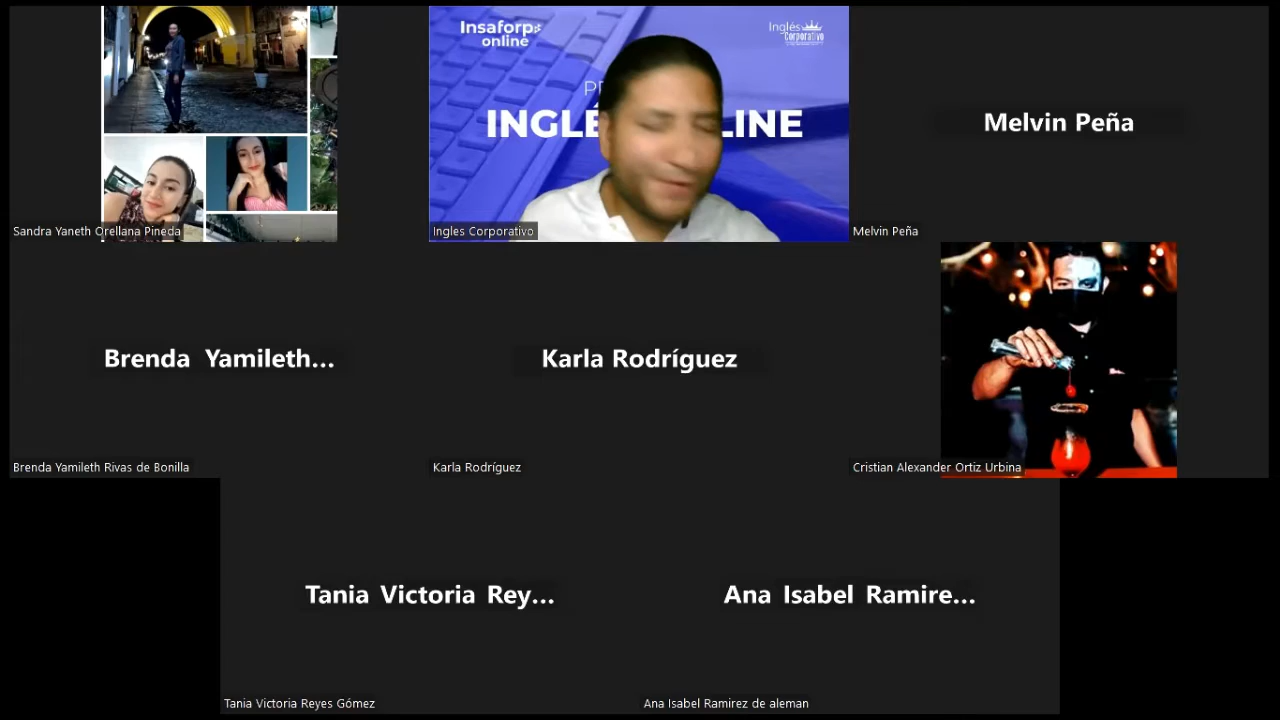 Insaforp
online
Inglés
Corporativo
INGLÉ
LINE
Sandra Yaneth Orellana Pineda
Ingles Corporativo
Melvin Peña
Melvin Peña
Brenda Yamileth...
Karla Rodríguez
Brenda Yamileth Rivas de Bonilla
Karla Rodríguez
Cristian Alexander Ortiz Urbina
Tania Victoria Rey...
Ana Isabel Ramire...
Tania Victoria Reyes Gómez
Ana Isabel Ramirez de aleman